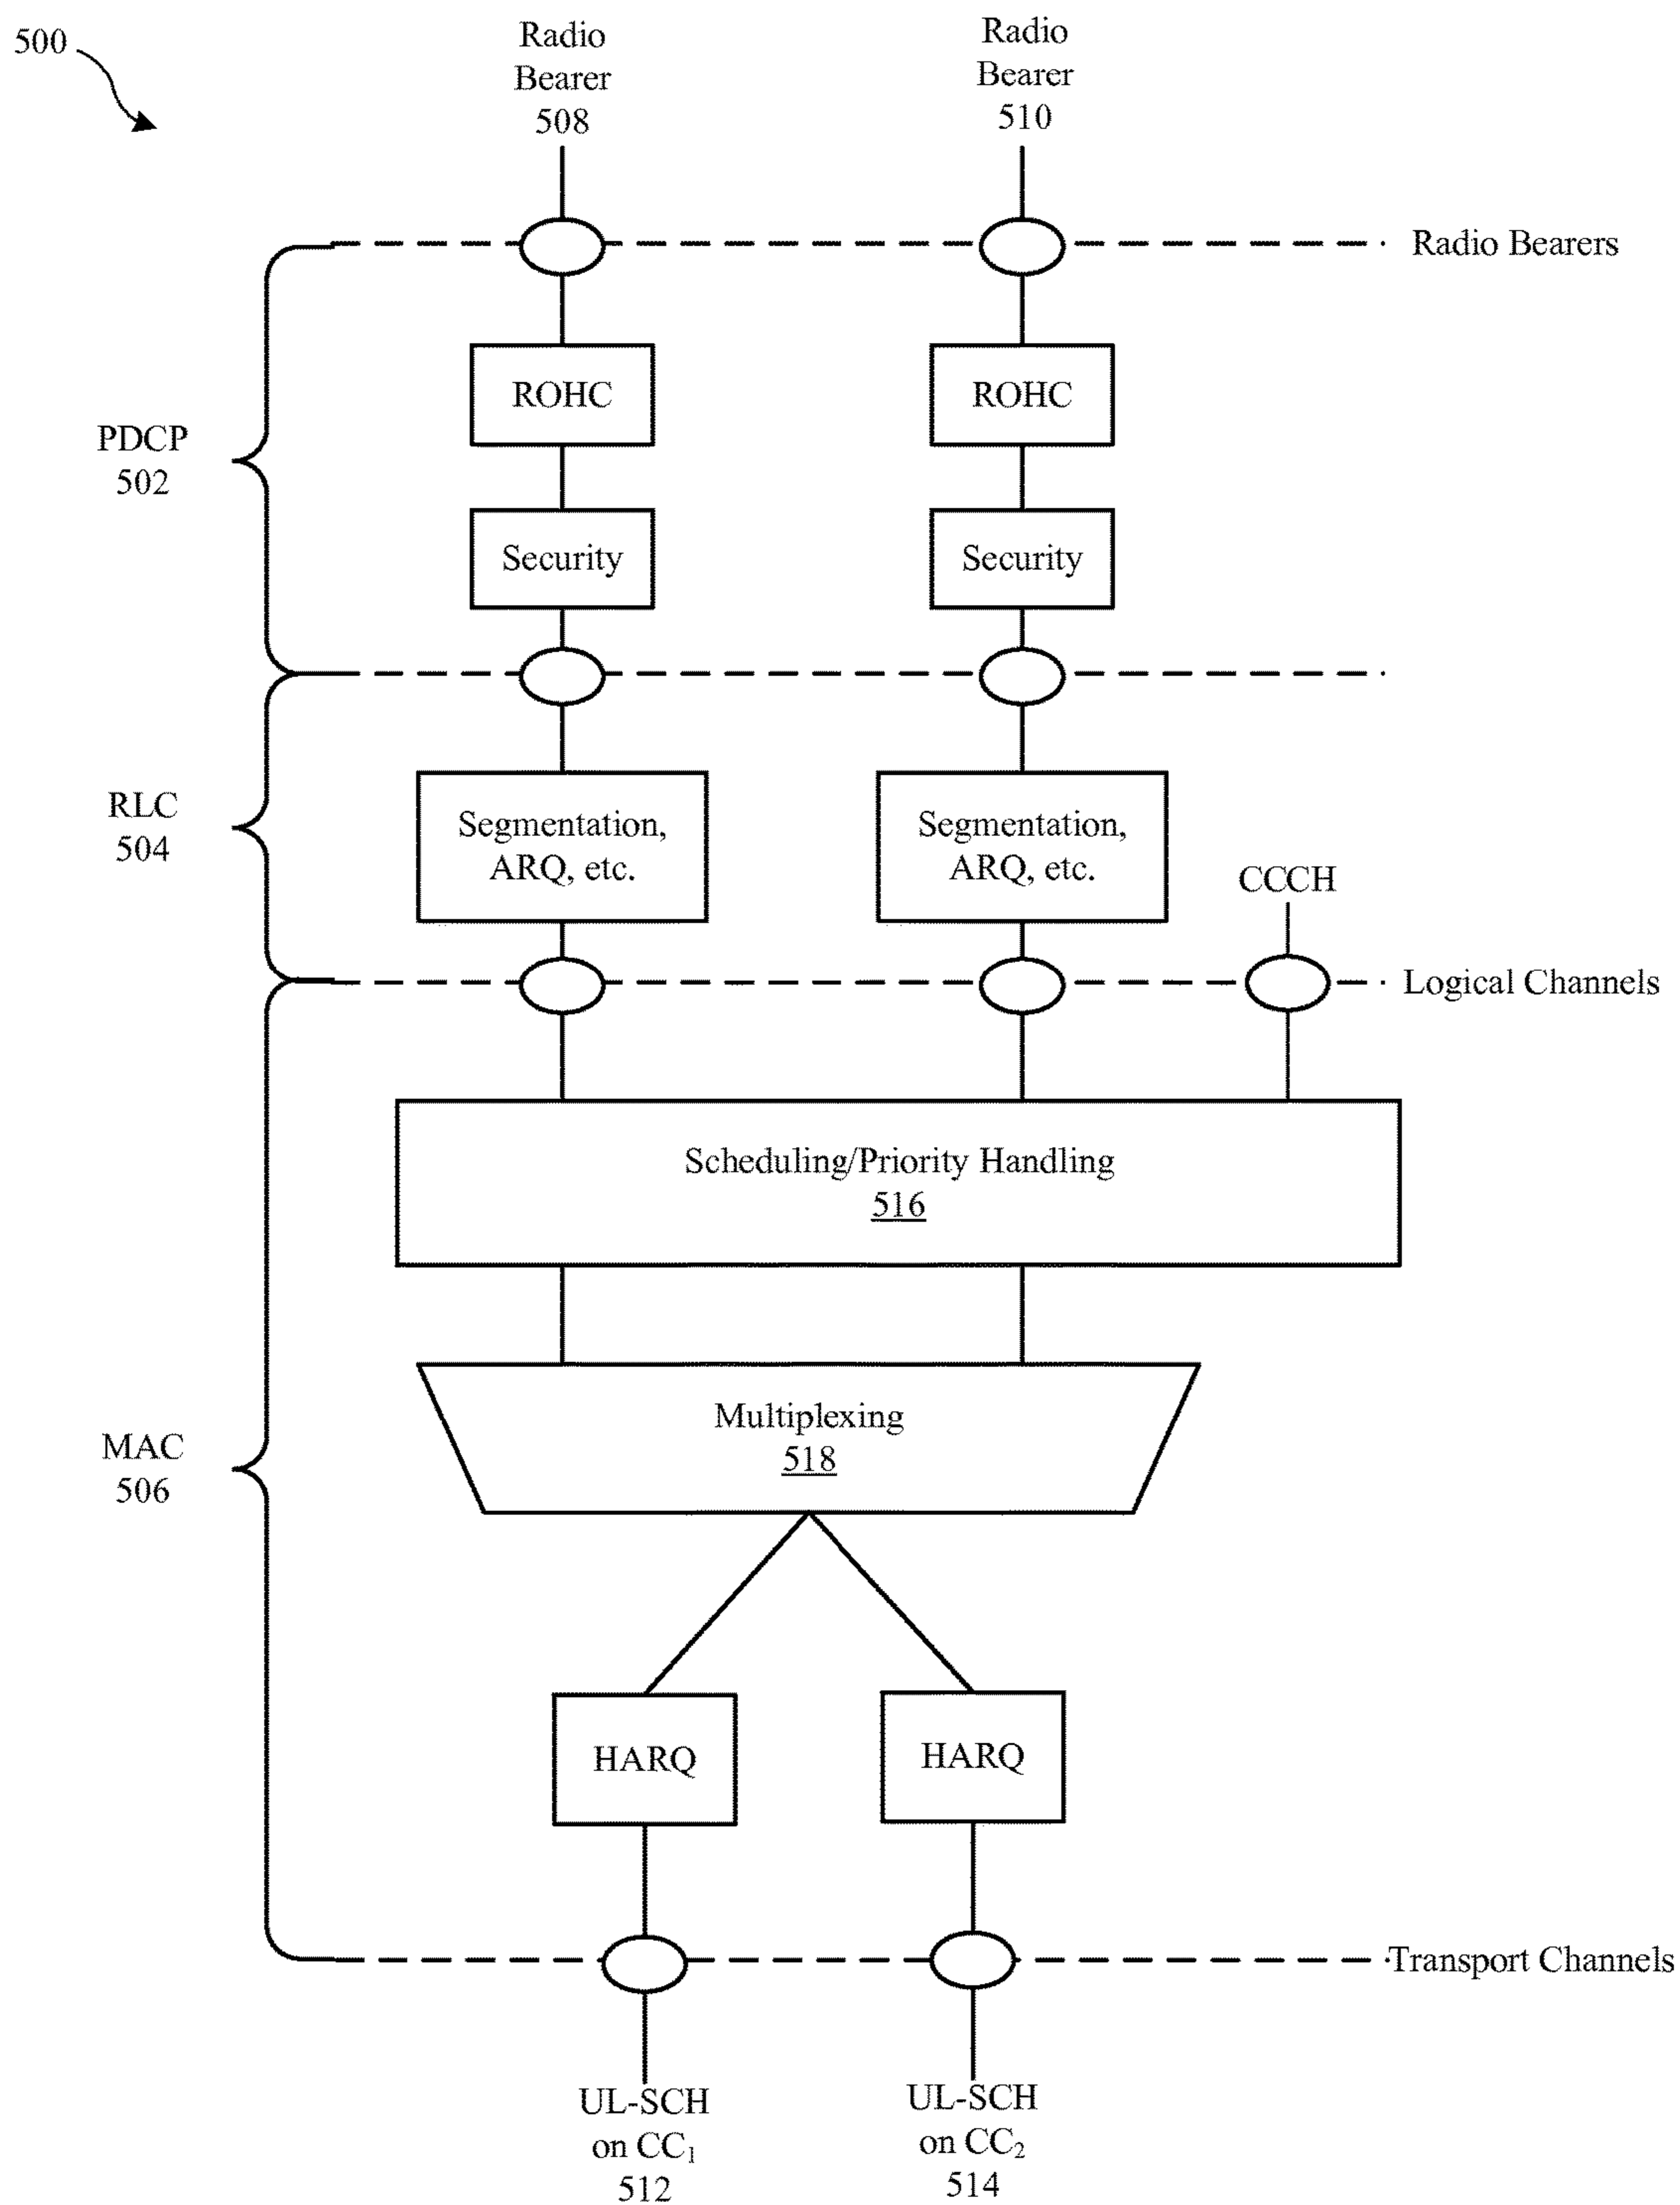 500
Radio
Bearer
508
Radio
Bearer
510
Radio Bearers
ROHC
ROHC
PDCP
502
Security
Security
RLC
504
Segmentation,
ARQ, etc.
Segmentation,
ARQ, etc.
CCCH
Logical Channels
Scheduling/Priority Handling
516
Multiplexing
518
MAC
506
HARQ
HARQ
Transport Channels
UL-SCH
on CC₁
512
UL-SCH
on CC₂
514